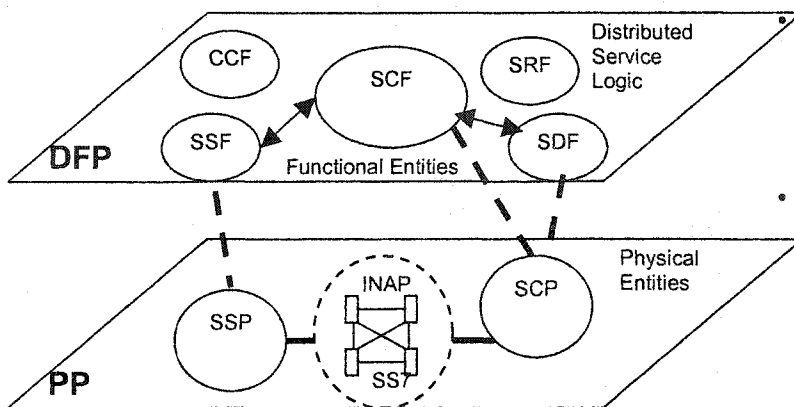 CCF
SCF
SRF
Distributed
Service
Logic
SSF
SDF
DFP
Functional Entities
Physical
Entities
INAP
SCP
SSP
SS7
PP